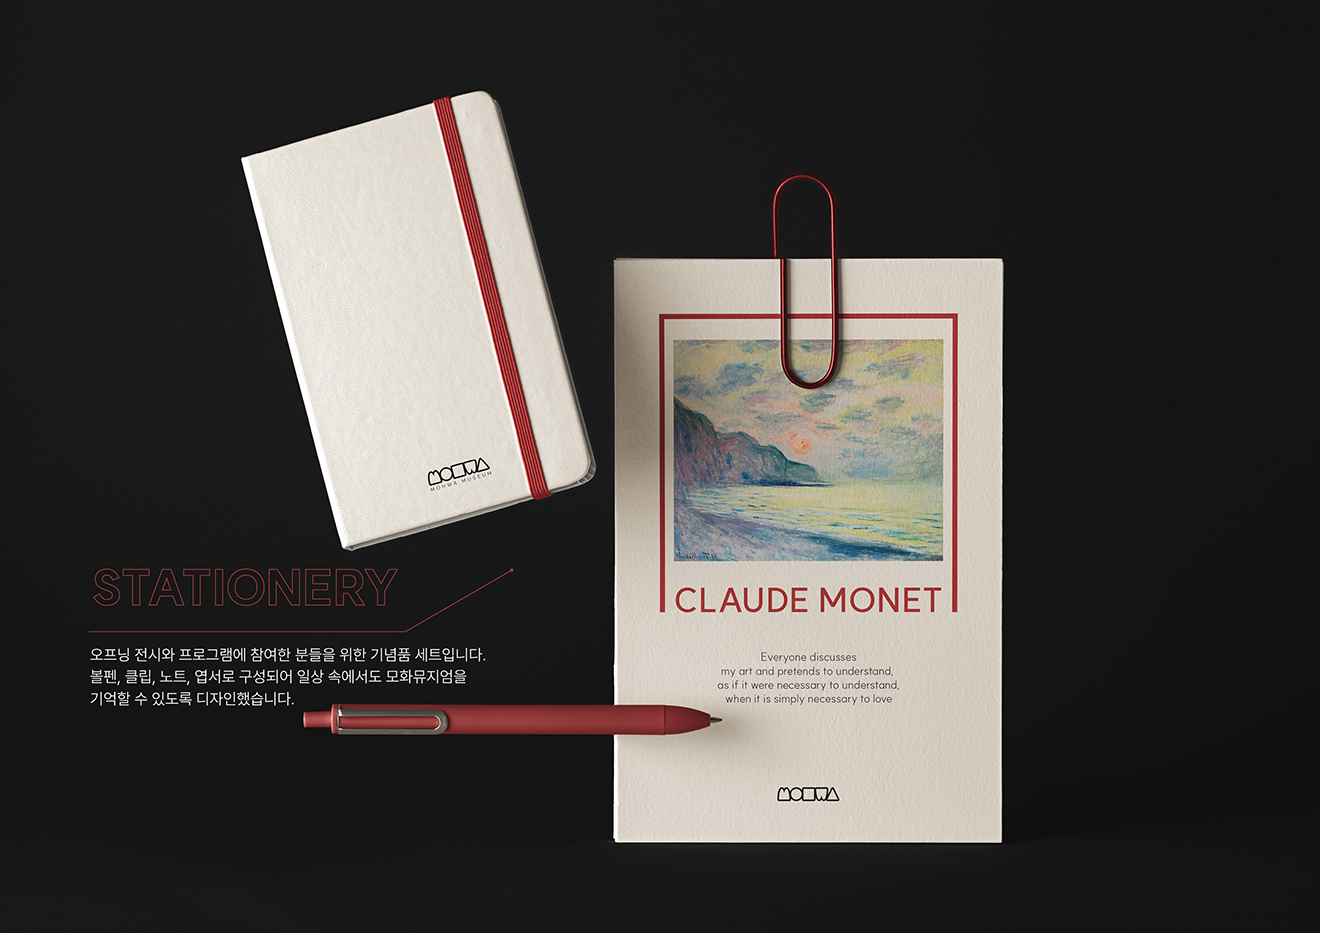 MOHWA
MOHWA MUSEUM
STATIONERY
오프닝 전시와 프로그램에 참여한 분들을 위한 기념품 세트입니다.
볼펜, 클립, 노트, 엽서로 구성되어 일상 속에서도 모화뮤지엄을
기억할 수 있도록 디자인했습니다.
CLAUDE MONET
Everyone discusses
my art and pretends to understand,
as if it were necessary to understand,
when it is simply necessary to love
MOHWA